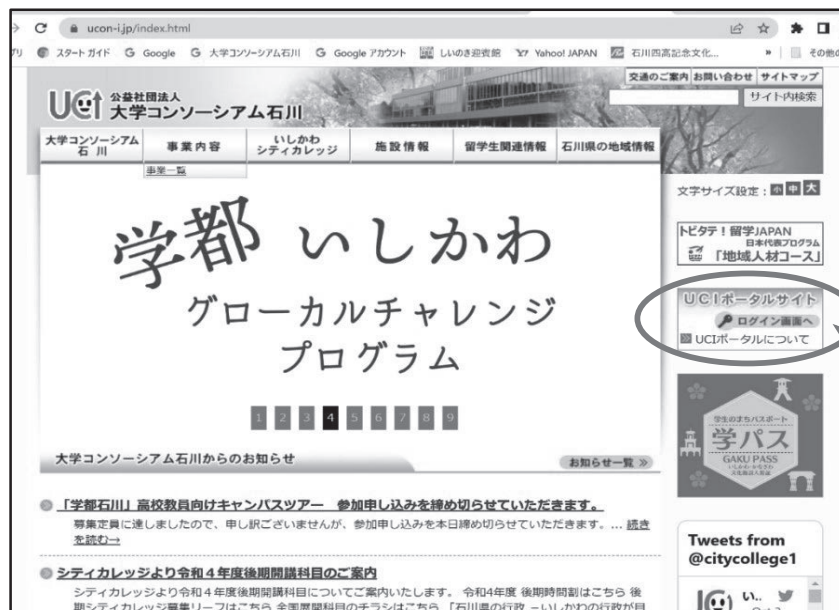 ucon-i.jp/index.html
スタートガイド
Google
大学コンソーシアム石川
Google アカウント
しいのき迎賓館
Yahoo! JAPAN
石川四高記念文化...
»
その他の
交通のご案内
お問い合わせ
サイトマップ
サイト内検索
UCI 公益社団法人
大学コンソーシアム石川
大学コンソーシアム
石川
事業内容
いしかわ
シティカレッジ
施設情報
留学生関連情報
石川県の地域情報
事業一覧
文字サイズ設定:小 中 大
学都 いしかわ
グローカルチャレンジ
プログラム
1 2 3 4 5 6 7 8 9
トビタテ!留学JAPAN
日本代表プログラム
「地域人材コース」
UCIポータルサイト
ログイン画面へ
UCIポータルについて
学生のまちパスポート
学パス
GAKU PASS
大学コンソーシアム石川からのお知らせ
お知らせ一覧 »
「学都石川」高校教員向けキャンパスツアー 参加申し込みを締め切らせていただきます。
募集定員に達しましたので、申し訳ございませんが、参加申し込みを本日締め切らせていただきます。... 続き
を読む→
シティカレッジより令和4年度後期開講科目のご案内
シティカレッジより令和4年度後期開講科目についてご案内いたします。 令和4年度 後期時間割はこちら 後
期シティカレッジ募集リーフはこちら 全国展開科目のチラシはこちら 「石川県の行政 -いしかわの行政が目
Tweets from
@citycollege1
い..